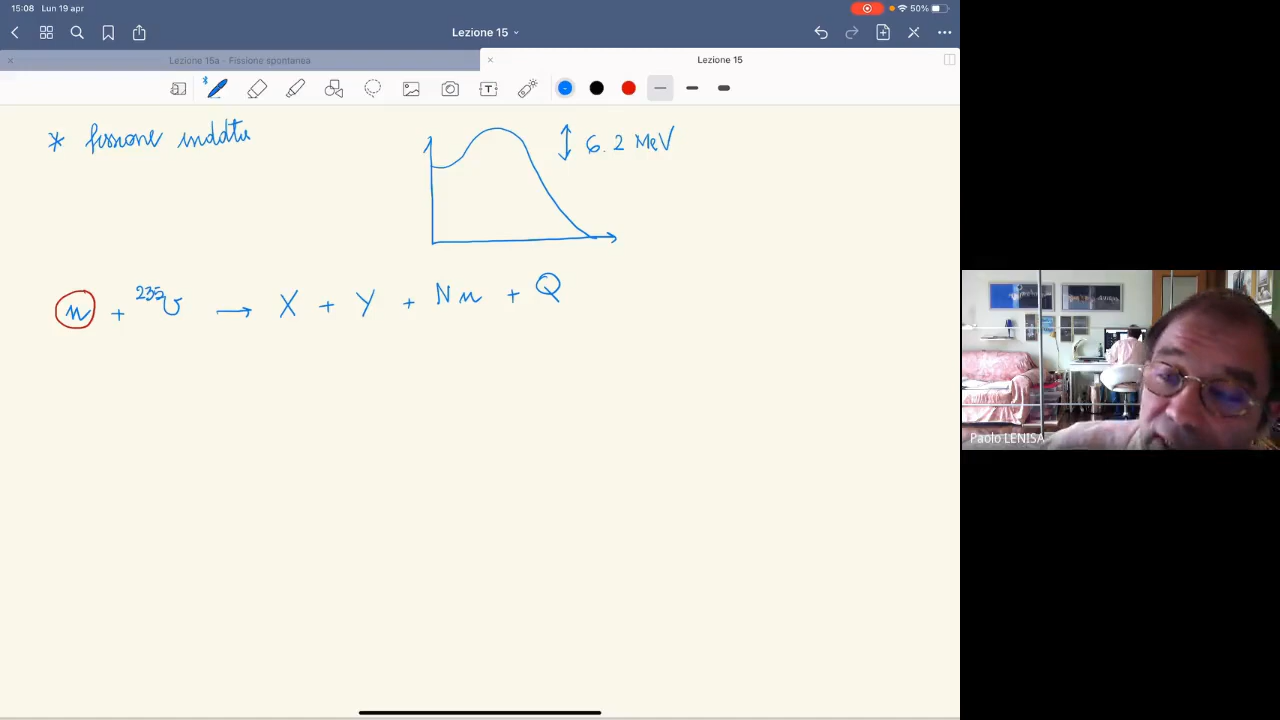 15:08 Lun 19 apr
50%
Lezione 15
Lezione 15a - Fissione spontanea
Lezione 15
* fissione indotta
6.2 MeV
n + ²³⁵U → X + Y + N n + Q
Paolo LENISA